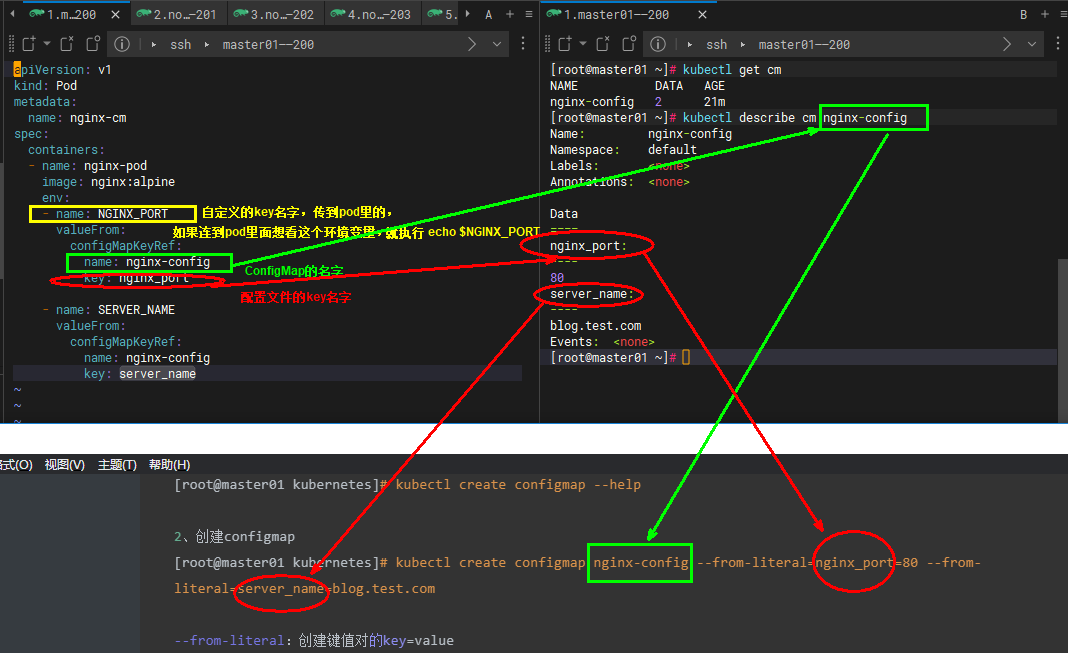 1.m...200
2.no...-201
3.no...-202
4.no...-203
5.
A
ssh master01--200
apiVersion: v1
kind: Pod
metadata:
name: nginx-cm
spec:
containers:
- name: nginx-pod
image: nginx:alpine
env:
- name: NGINX_PORT
自定义的key名字，传到pod里的，
valueFrom:
如果连到pod里面想看这个环境变量，就执行 echo $NGINX_PORT
configMapKeyRef:
name: nginx-config
ConfigMap的名字
key: nginx_port
配置文件的key名字
- name: SERVER_NAME
valueFrom:
configMapKeyRef:
name: nginx-config
key: server_name
~
~
~
1.master01--200
B
ssh master01--200
[root@master01 ~]# kubectl get cm
NAME DATA AGE
nginx-config 2 21m
[root@master01 ~]# kubectl describe cm nginx-config
Name: nginx-config
Namespace: default
Labels: <none>
Annotations: <none>
Data
====
nginx_port:
----
80
server_name:
----
blog.test.com
Events: <none>
[root@master01 ~]#
格式(O) 视图(V) 主题(T) 帮助(H)
[root@master01 kubernetes]# kubectl create configmap --help
2、创建configmap
[root@master01 kubernetes]# kubectl create configmap nginx-config --from-literal=nginx_port=80 --from-
literal=server_name=blog.test.com
--from-literal：创建键值对的key=value